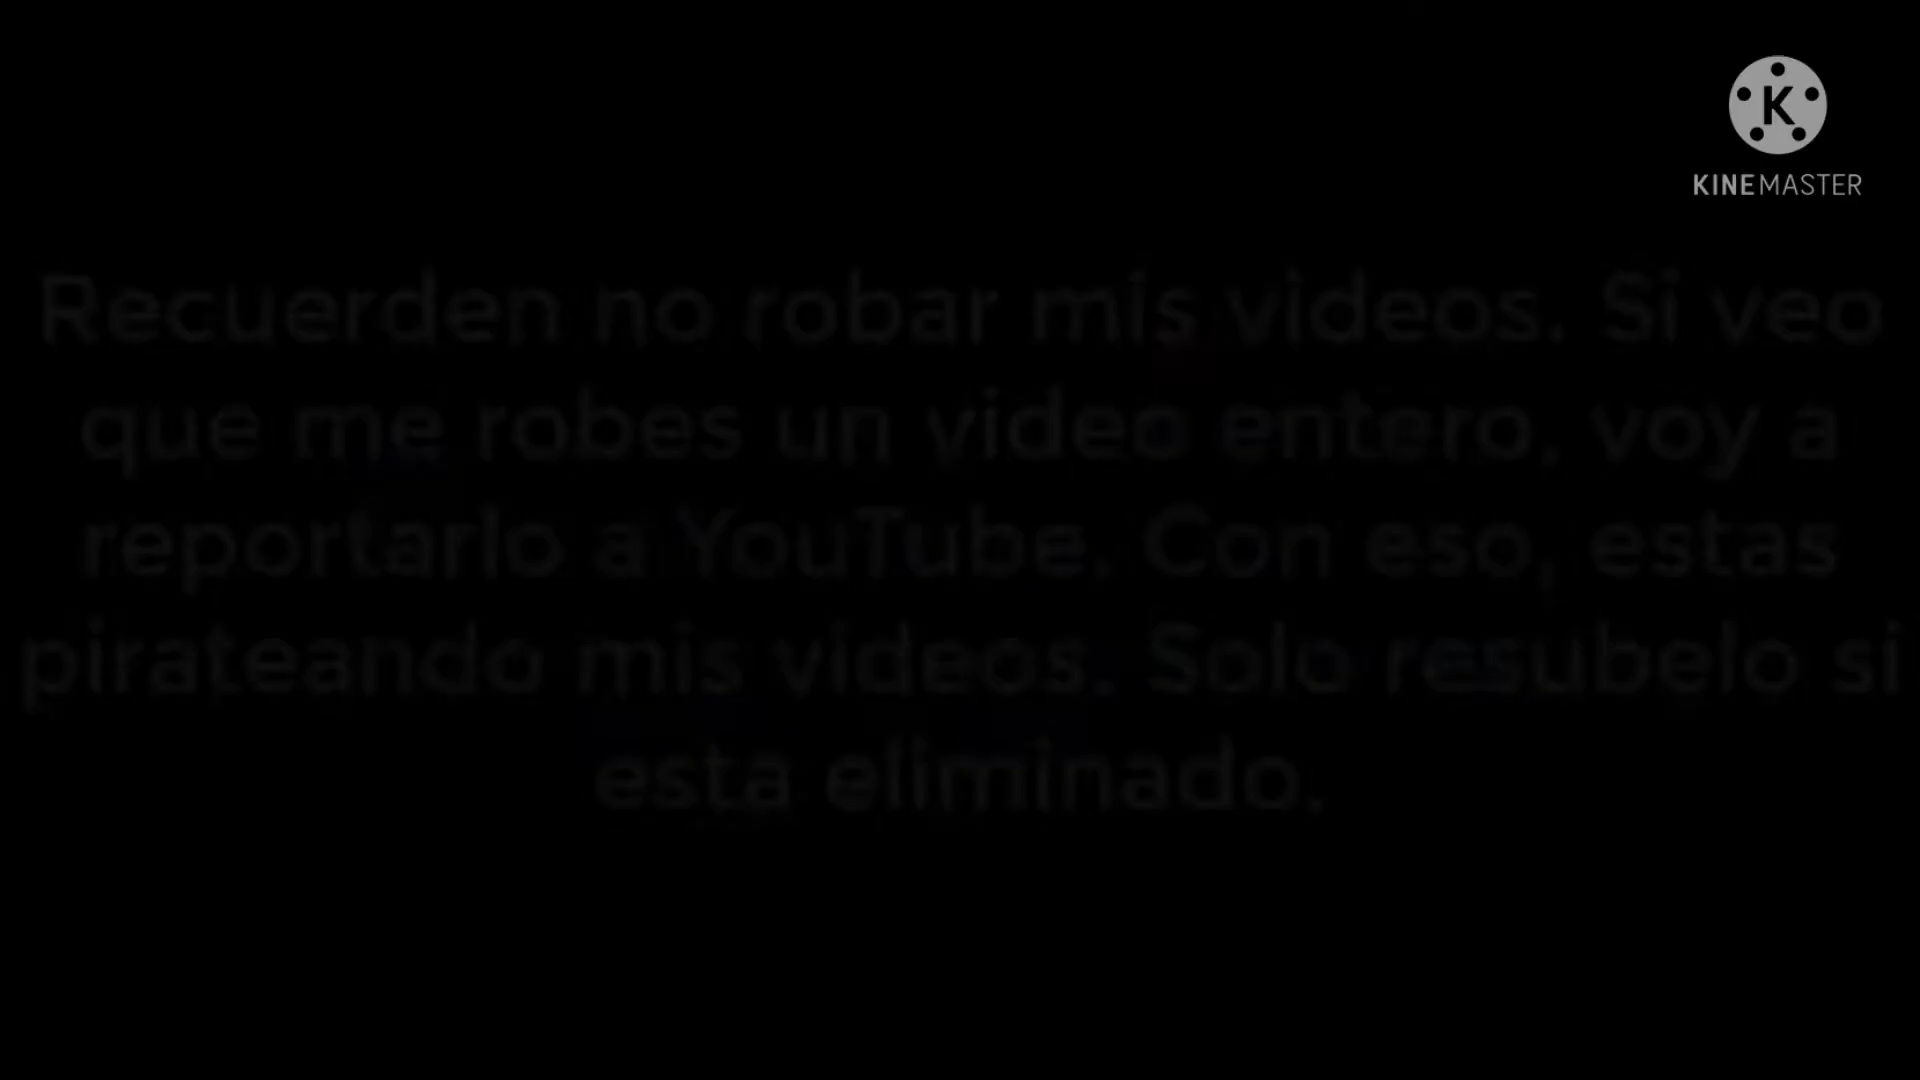 K
KINEMASTER
Recuerden no robar mis videos. Si veo
que me robes un video entero, voy a
reportarlo a YouTube. Con eso, estas
pirateando mis videos. Solo resubelo si
esta eliminado.